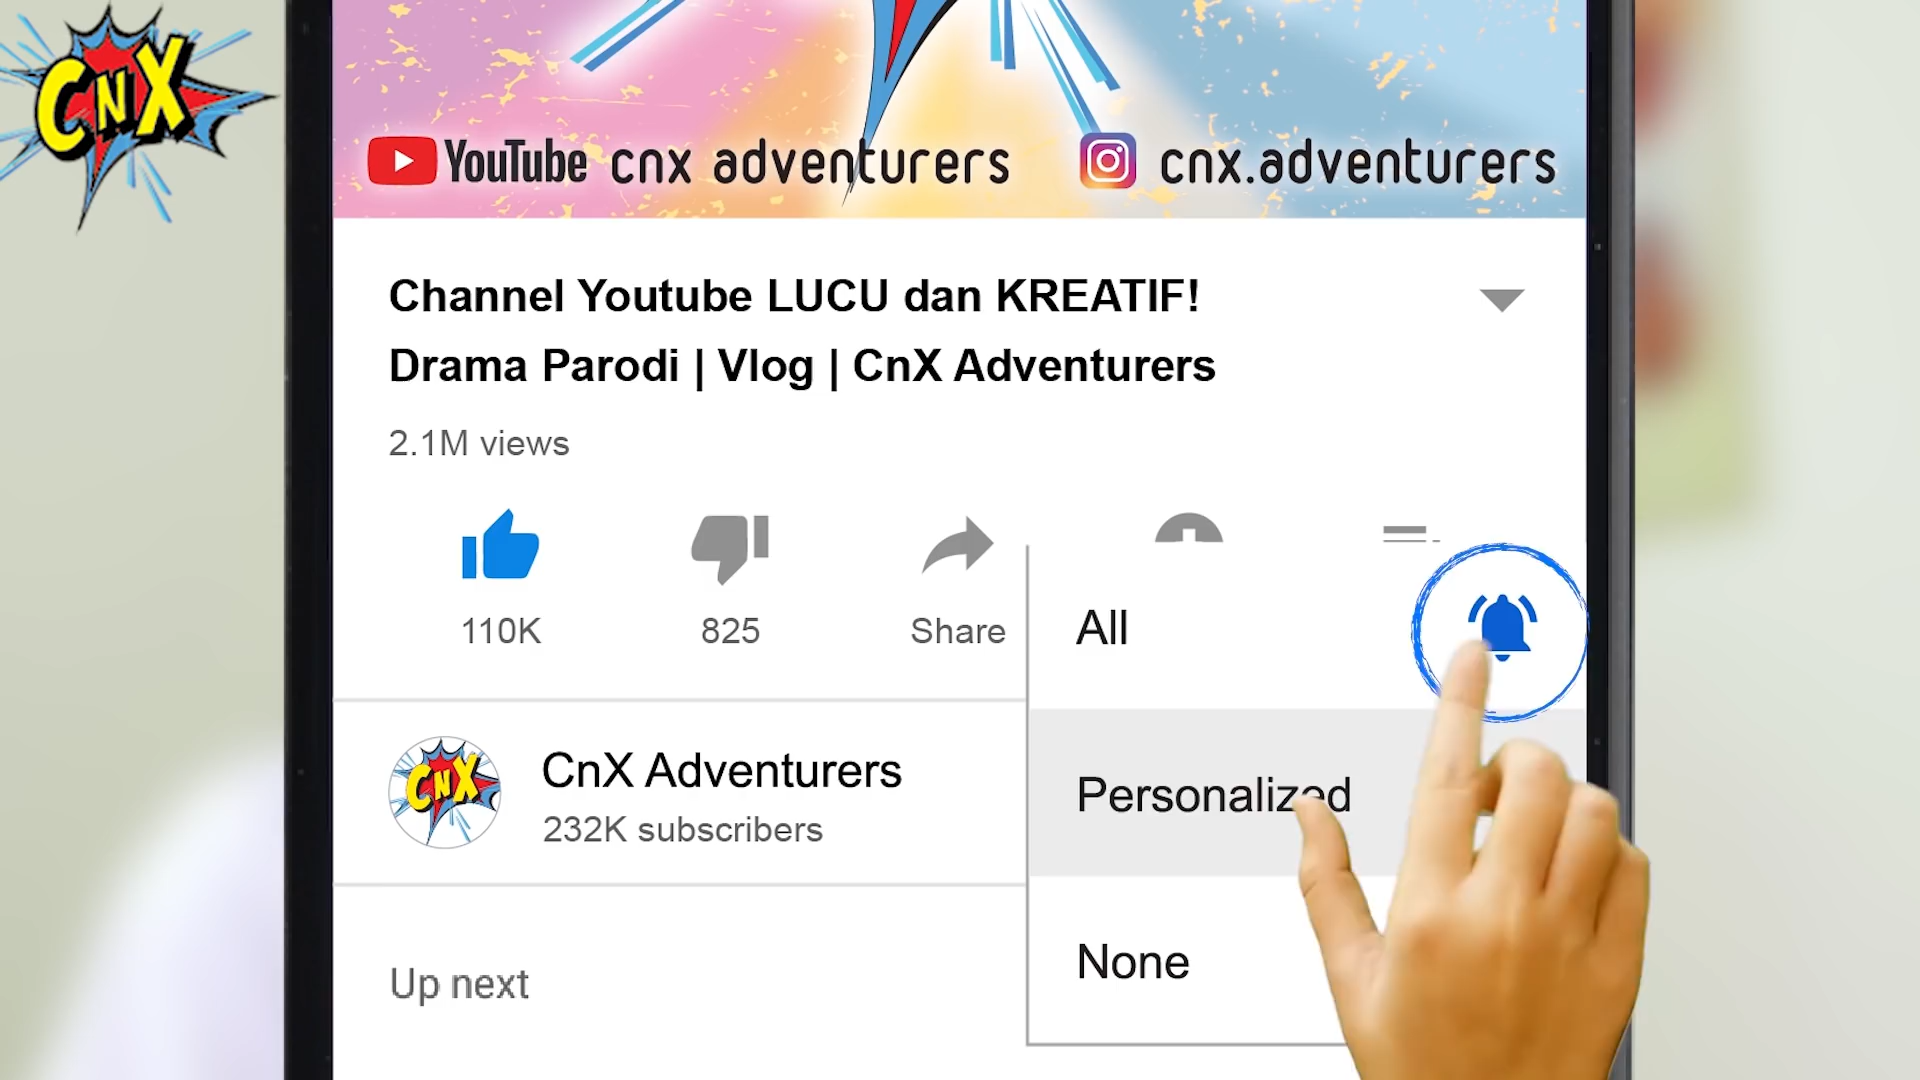 CNX
YouTube cnx adventurers
cnx.adventurers
Channel Youtube LUCU dan KREATIF!
Drama Parodi | Vlog | CnX Adventurers
2.1M views
110K
825
Share
All
Personalized
None
CNX
CnX Adventurers
232K subscribers
Up next